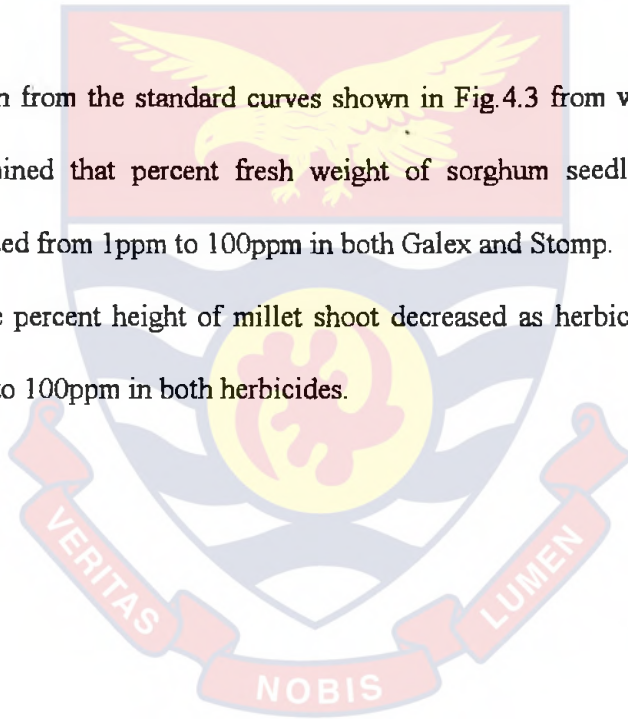 n from the standard curves shown in Fig.4.3 from w
ined that percent fresh weight of sorghum seedl
ed from 1ppm to 100ppm in both Galex and Stomp.
percent height of millet shoot decreased as herbic
to 100ppm in both herbicides.
VERITAS
NOBIS
LUMEN